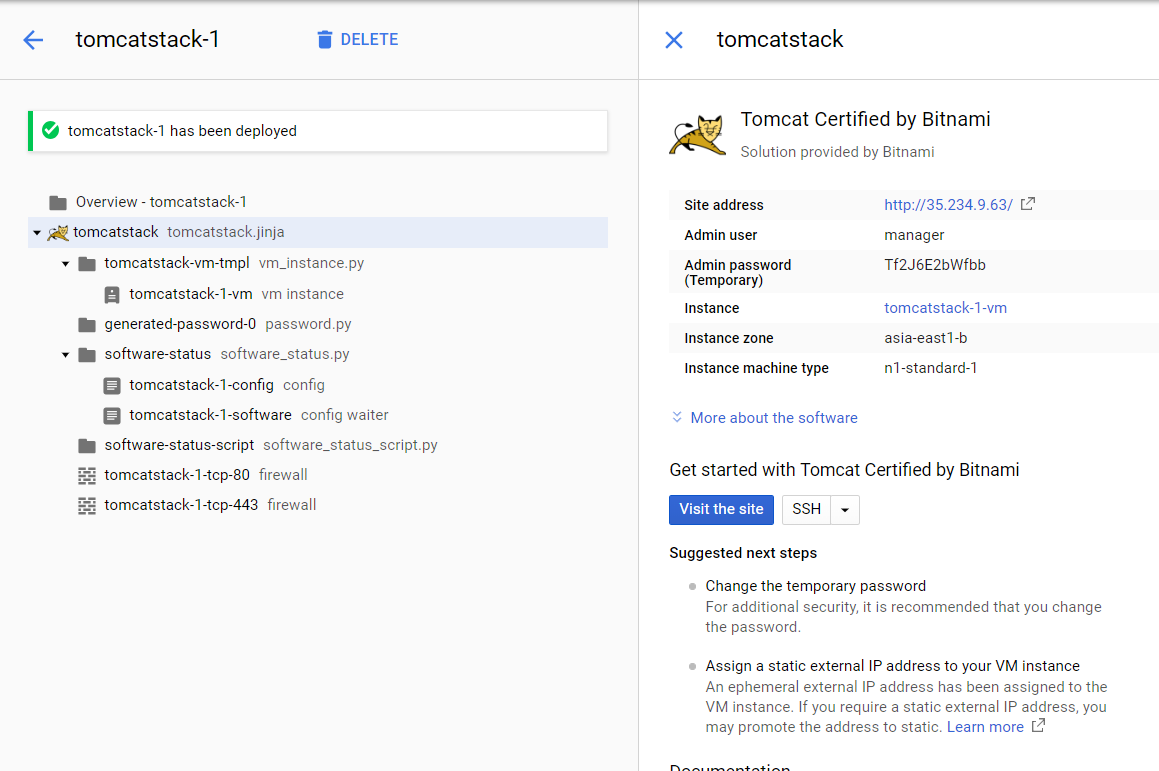 tomcatstack-1
DELETE
tomcatstack-1 has been deployed
Overview - tomcatstack-1
tomcatstack tomcatstack.jinja
tomcatstack-vm-tmpl vm_instance.py
tomcatstack-1-vm vm instance
generated-password-0 password.py
software-status software_status.py
tomcatstack-1-config config
tomcatstack-1-software config waiter
software-status-script software_status_script.py
tomcatstack-1-tcp-80 firewall
tomcatstack-1-tcp-443 firewall
tomcatstack
Tomcat Certified by Bitnami
Solution provided by Bitnami
Site address http://35.234.9.63/
Admin user manager
Admin password Tf2J6E2bWfbb
(Temporary)
Instance tomcatstack-1-vm
Instance zone asia-east1-b
Instance machine type n1-standard-1
More about the software
Get started with Tomcat Certified by Bitnami
Visit the site SSH
Suggested next steps
Change the temporary password
For additional security, it is recommended that you change
the password.
Assign a static external IP address to your VM instance
An ephemeral external IP address has been assigned to the
VM instance. If you require a static external IP address, you
may promote the address to static. Learn more
Documentation